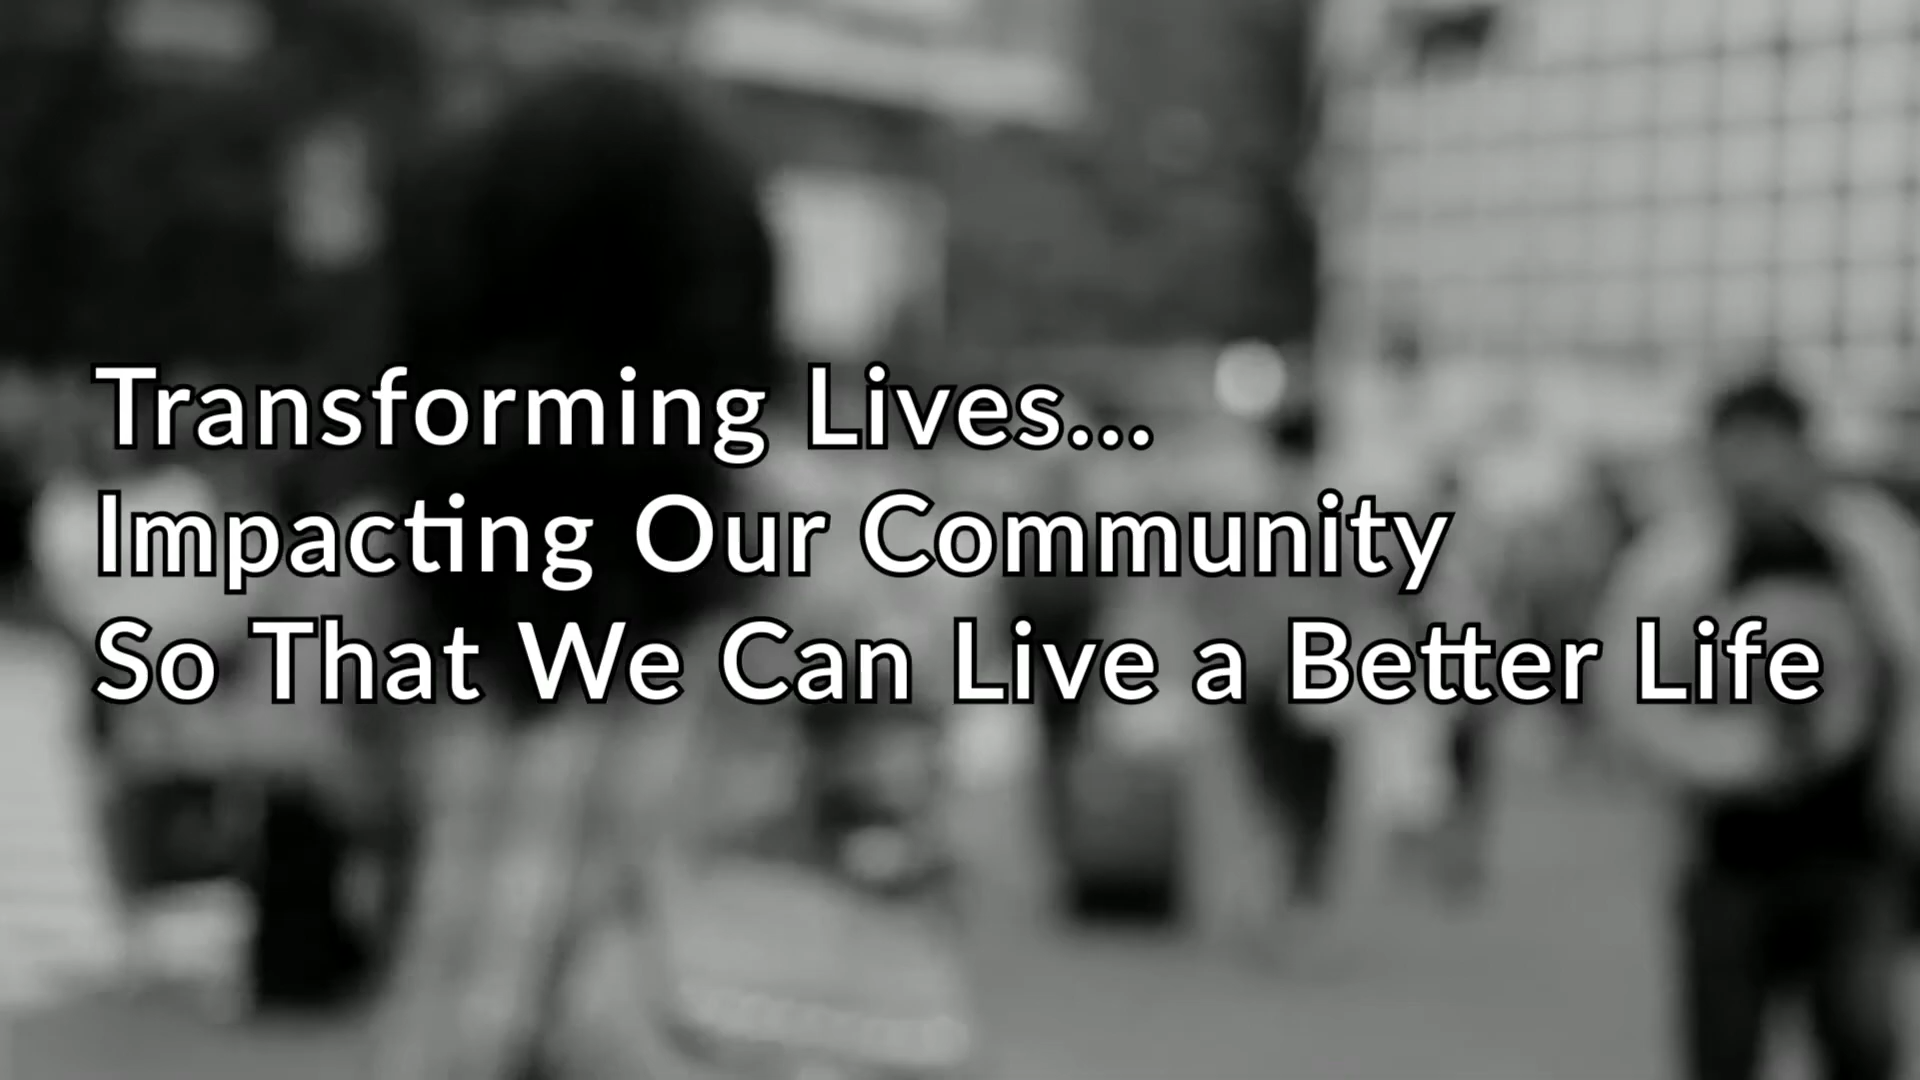 Transforming Lives...
Impacting Our Community
So That We Can Live a Better Life